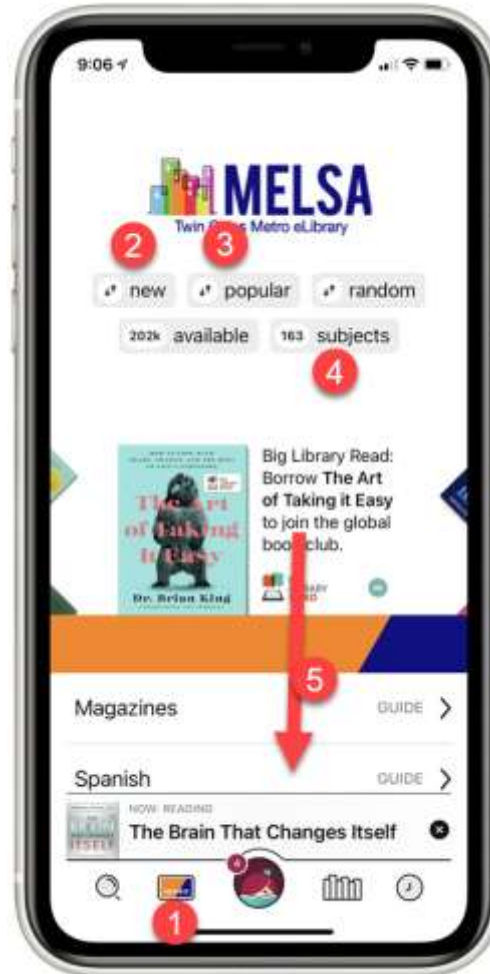 9:06
MELSA
Twin Metro eLibrary
2
3
new
popular
random
202k available
163 subjects
4
Big Library Read:
Borrow The Art
of Taking it Easy
to join the global
book club.
The Art
of Taking
It Easy
Dr. Brian King
5
Magazines
GUIDE
Spanish
GUIDE
NOW READING
The Brain That Changes Itself
ITSELF
4
1